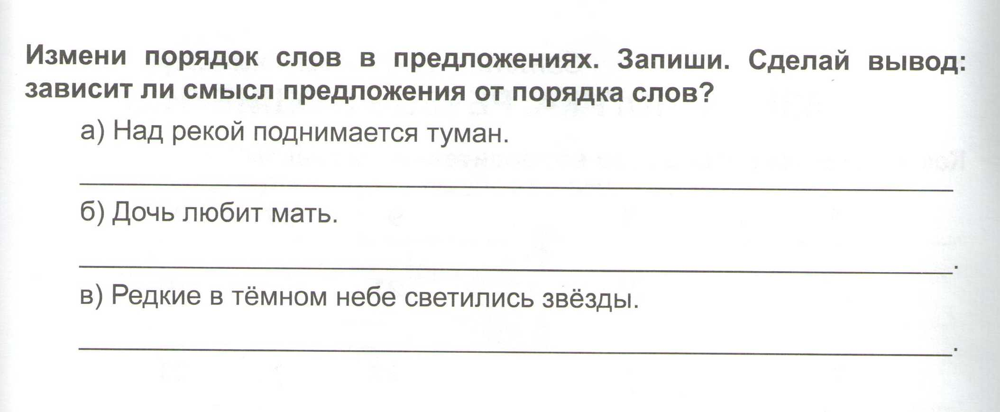 Измени порядок слов в предложениях. Запиши. Сделай вывод:
зависит ли смысл предложения от порядка слов?
а) Над рекой поднимается туман.
б) Дочь любит мать.
в) Редкие в тёмном небе светились звёзды.